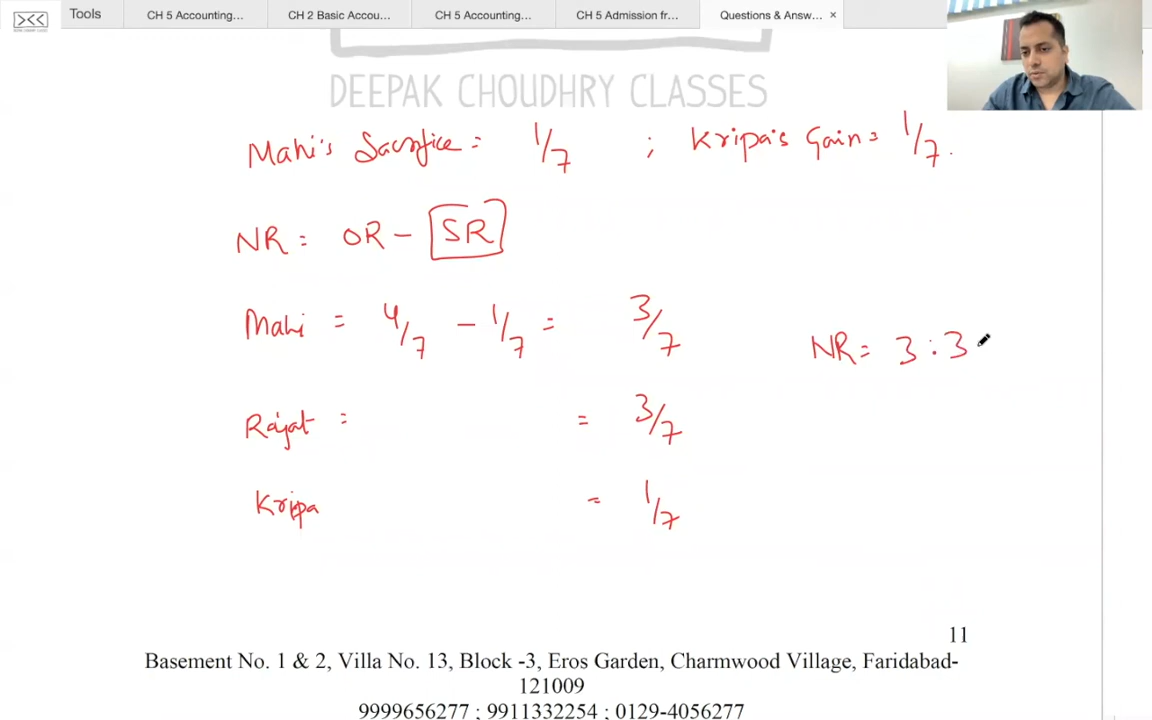 Tools CH 5 Accounting... CH 2 Basic Accou... CH 5 Accounting... CH 5 Admission fr... Questions & Answ... ×
DEEPAK CHOUDHRY CLASSES
Mahi's Sacrifice = 1/7 ; Kripa's Gain = 1/7.
NR = OR - SR
Mahi = 4/7 - 1/7 = 3/7
NR = 3 : 3
Rajat = = 3/7
Kripa = 1/7
11
Basement No. 1 & 2, Villa No. 13, Block -3, Eros Garden, Charmwood Village, Faridabad-
121009
9999656277 ; 9911332254 ; 0129-4056277